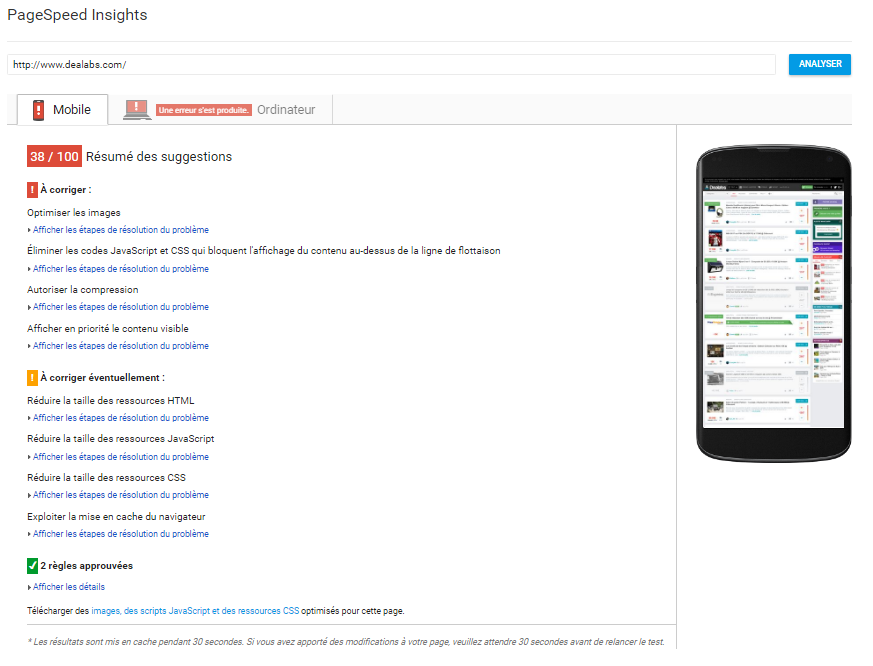 PageSpeed Insights
http://www.dealabs.com/
ANALYSER
Mobile
Une erreur s'est produite.
Ordinateur
38 / 100 Résumé des suggestions
! À corriger :
Optimiser les images
Afficher les étapes de résolution du problème
Éliminer les codes JavaScript et CSS qui bloquent l'affichage du contenu au-dessus de la ligne de flottaison
Afficher les étapes de résolution du problème
Autoriser la compression
Afficher les étapes de résolution du problème
Afficher en priorité le contenu visible
Afficher les étapes de résolution du problème
! À corriger éventuellement :
Réduire la taille des ressources HTML
Afficher les étapes de résolution du problème
Réduire la taille des ressources JavaScript
Afficher les étapes de résolution du problème
Réduire la taille des ressources CSS
Afficher les étapes de résolution du problème
Exploiter la mise en cache du navigateur
Afficher les étapes de résolution du problème
2 règles approuvées
Afficher les détails
Télécharger des images, des scripts JavaScript et des ressources CSS optimisés pour cette page.
* Les résultats sont mis en cache pendant 30 secondes. Si vous avez apporté des modifications à votre page, veuillez attendre 30 secondes avant de relancer le test.
Dealabs